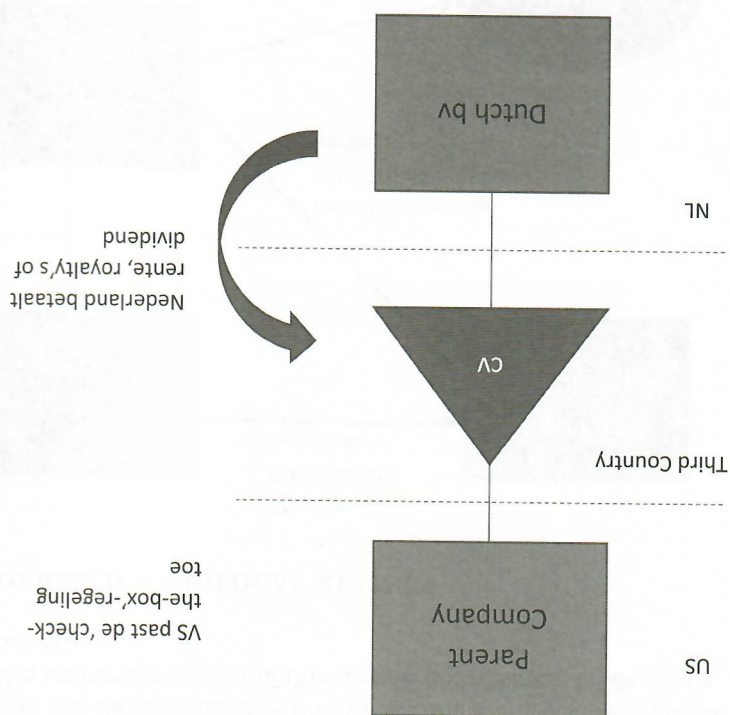 US
Parent
Company
VS past de 'check-
the-box'-regeling
toe
Third Country
CV
Nederland betaalt
rente, royalty's of
dividend
NL
Dutch bv